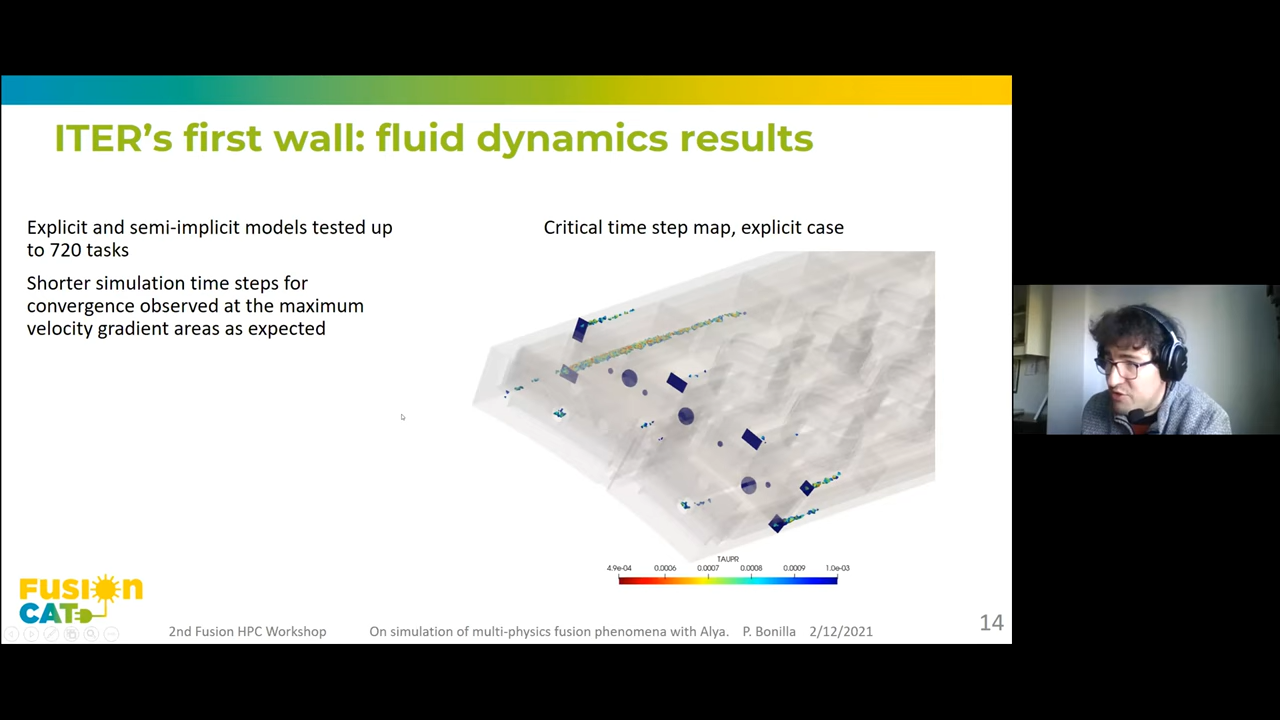 ITER's first wall: fluid dynamics results
Explicit and semi-implicit models tested up
to 720 tasks
Shorter simulation time steps for
convergence observed at the maximum
velocity gradient areas as expected
Critical time step map, explicit case
TAUPR
4.9e-04 0.0006 0.0007 0.0008 0.0009 1.0e-03
FUSION
CAT
2nd Fusion HPC Workshop On simulation of multi-physics fusion phenomena with Alya. P. Bonilla 2/12/2021
14